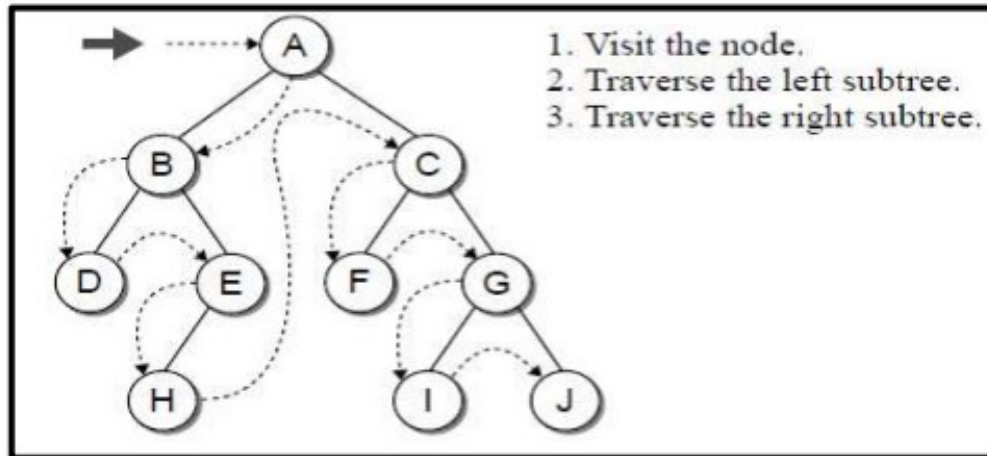 A
1. Visit the node.
2. Traverse the left subtree.
3. Traverse the right subtree.
B C
D E F G
H I J